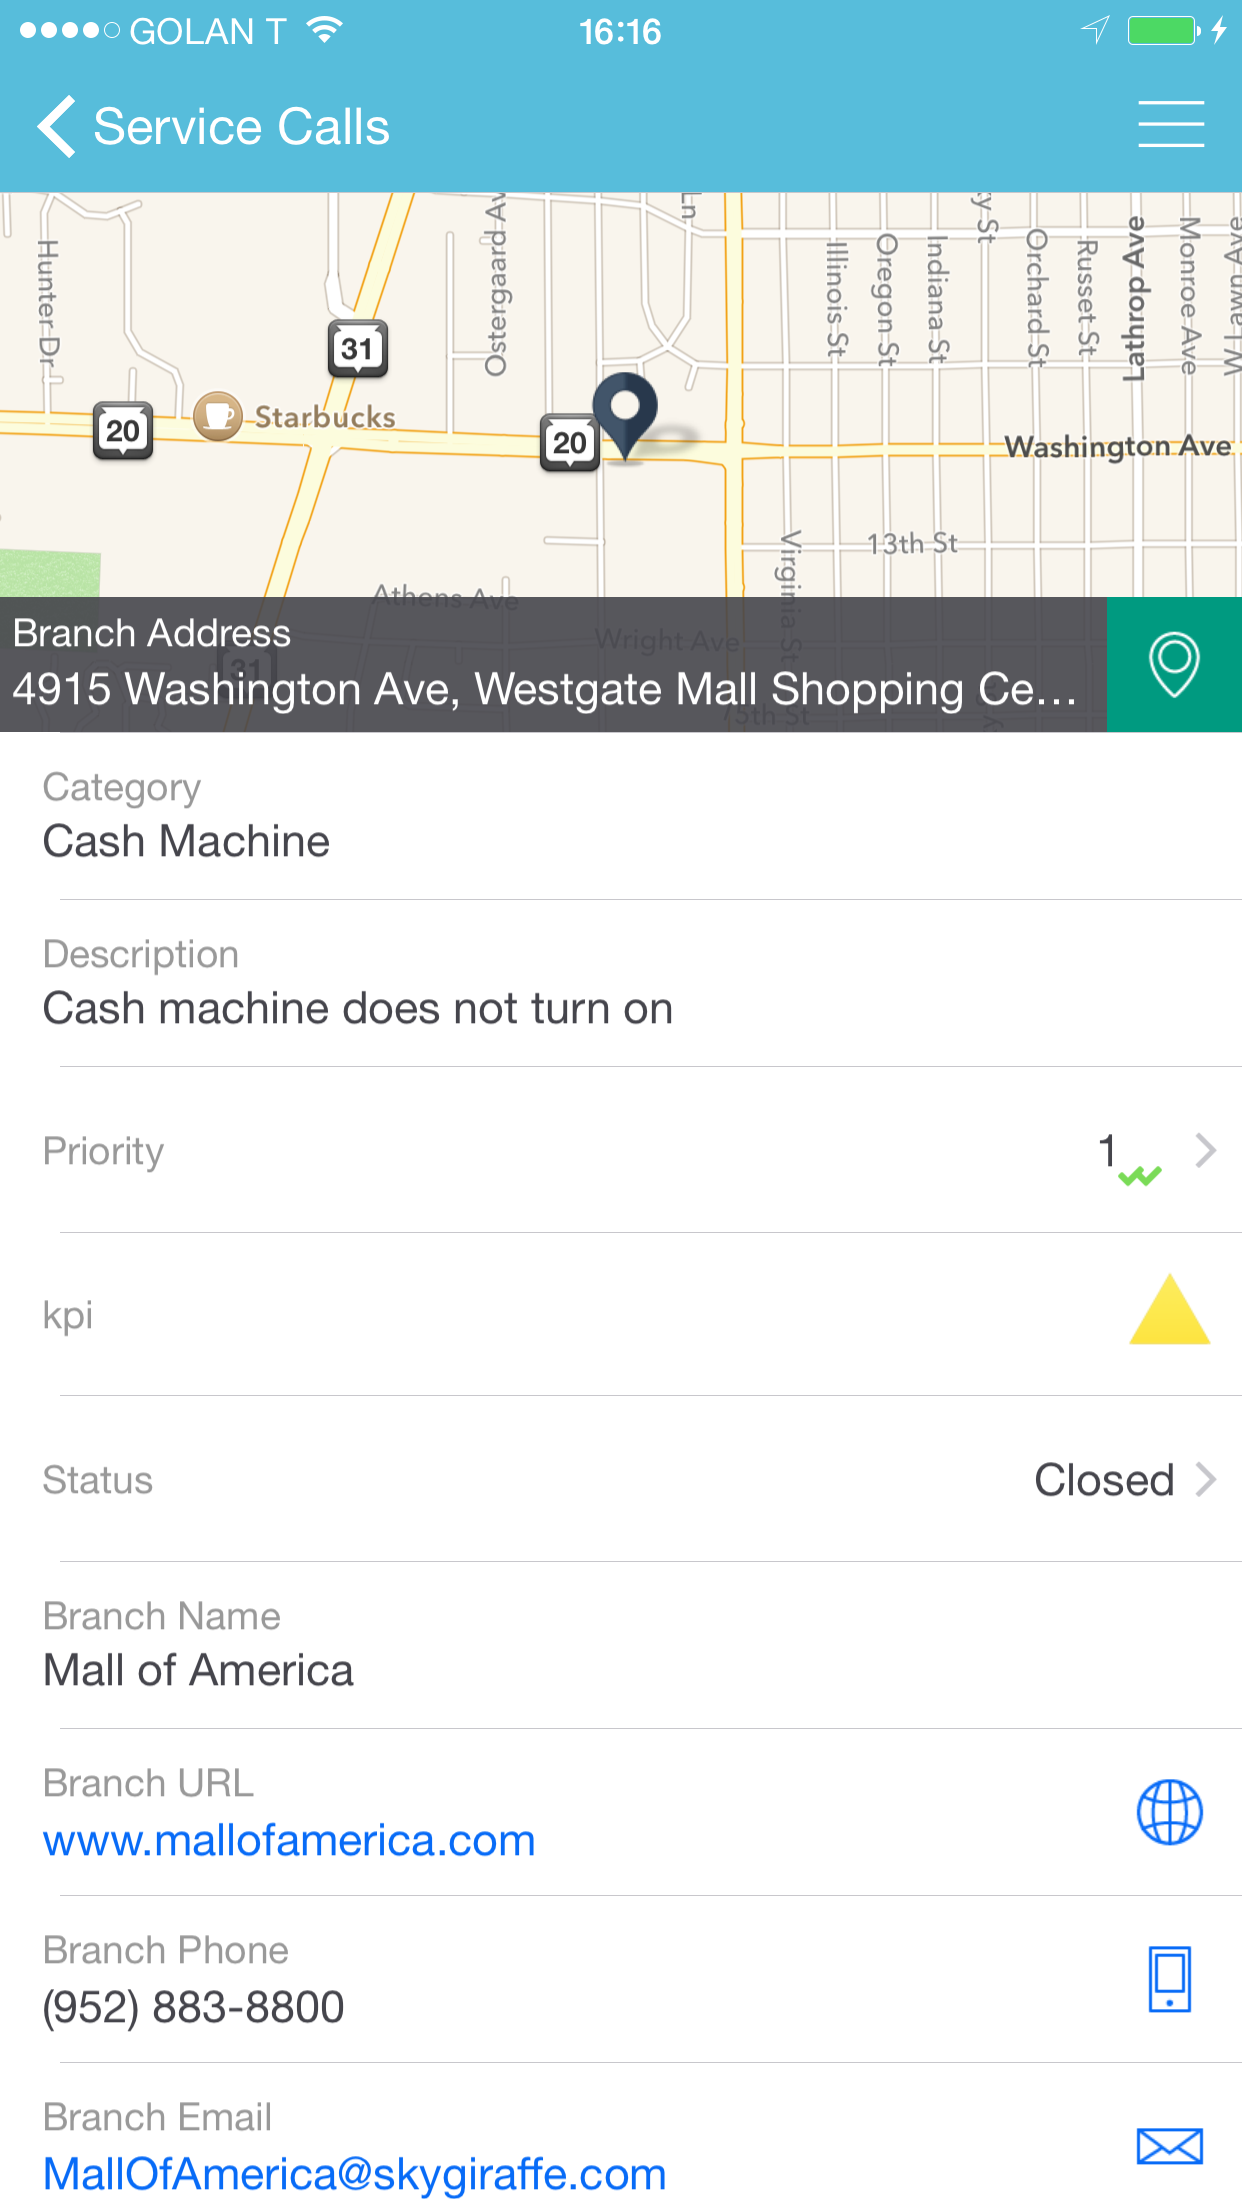 GOLAN T
16:16
Service Calls
Hunter Dr
Ostergaard Av
Ln
Illinois St
Oregon St
Indiana St
y St
Orchard St
Russet St
Lathrop Ave
Monroe Ave
31
20
Starbucks
20
Washington Ave
Virginia St
13th St
Athens Ave
Wright Ave
31
15th St
Branch Address
4915 Washington Ave, Westgate Mall Shopping Ce...
Category
Cash Machine
Description
Cash machine does not turn on
Priority
1
kpi
Status
Closed
Branch Name
Mall of America
Branch URL
www.mallofamerica.com
Branch Phone
(952) 883-8800
Branch Email
MallOfAmerica@skygiraffe.com